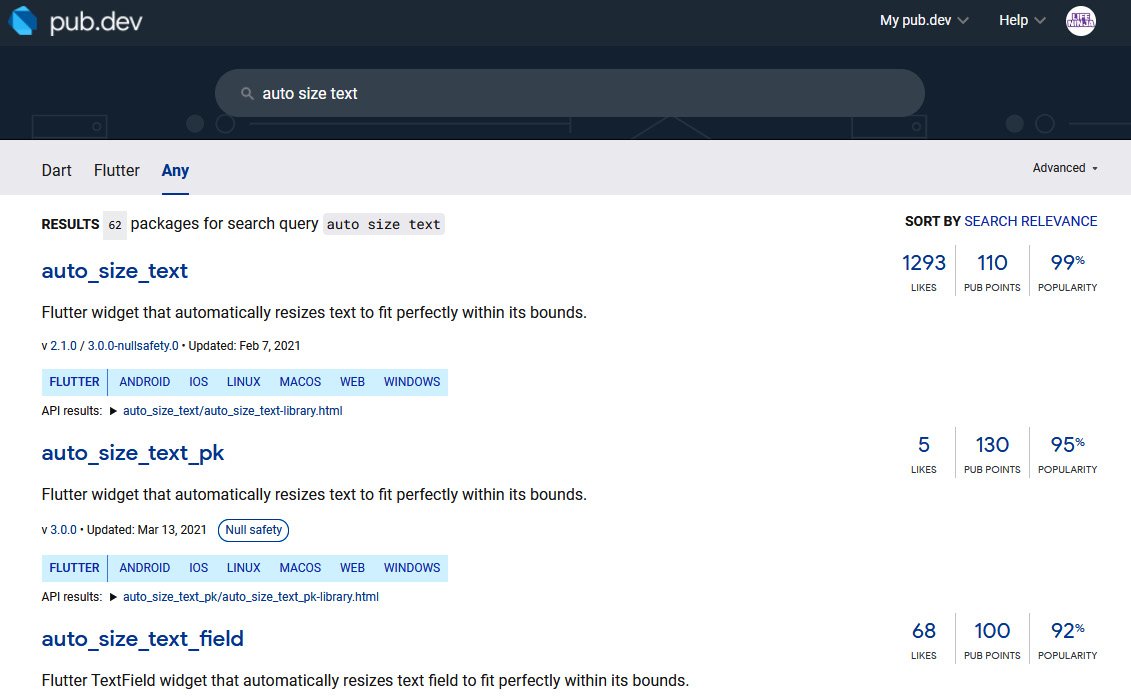 pub.dev
My pub.dev Help LIFE NINJA
auto size text
Dart Flutter Any Advanced
RESULTS 62 packages for search query auto size text SORT BY SEARCH RELEVANCE
auto_size_text 1293 110 99%
LIKES PUB POINTS POPULARITY
Flutter widget that automatically resizes text to fit perfectly within its bounds.
v 2.1.0 / 3.0.0-nullsafety.0 • Updated: Feb 7, 2021
FLUTTER ANDROID IOS LINUX MACOS WEB WINDOWS
API results: ▶ auto_size_text/auto_size_text-library.html
auto_size_text_pk 5 130 95%
LIKES PUB POINTS POPULARITY
Flutter widget that automatically resizes text to fit perfectly within its bounds.
v 3.0.0 • Updated: Mar 13, 2021 Null safety
FLUTTER ANDROID IOS LINUX MACOS WEB WINDOWS
API results: ▶ auto_size_text_pk/auto_size_text_pk-library.html
auto_size_text_field 68 100 92%
LIKES PUB POINTS POPULARITY
Flutter TextField widget that automatically resizes text field to fit perfectly within its bounds.